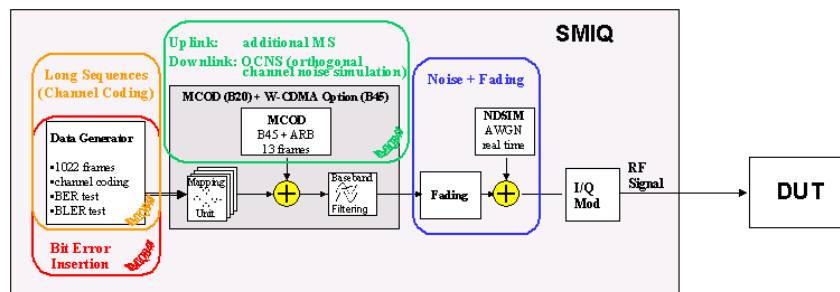 SMIQ
Uplink: additional MS
Downlink: OCNS (orthogonal
channel noise simulation)
Long Sequences
(Channel Coding)
Noise + Fading
MCOD (B20) + W-CDMA Option (B45)
MCOD
B45 + ARB
13 frames
NDSIM
AWGN
real time
Data Generator
•1022 frames
•channel coding
•BER test
•BLER test
Mapping
Unit
Baseband
Filtering
Fading
I/Q
Mod
RF
Signal
DUT
Bit Error
Insertion